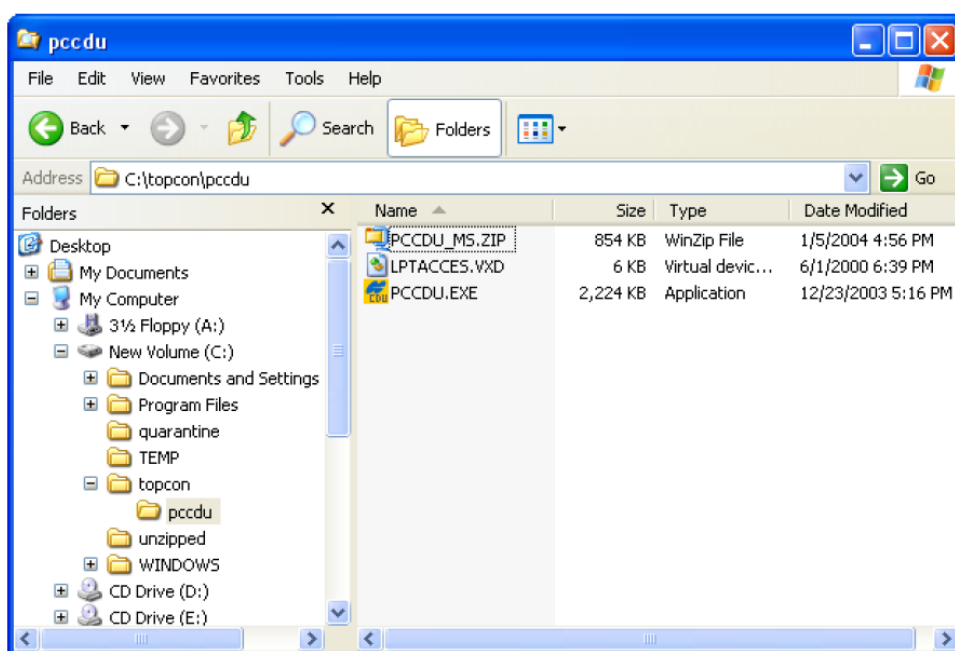 pccdu
File Edit View Favorites Tools Help
Back Search Folders
Address C:\topcon\pccdu Go
Folders × Name Size Type Date Modified
Desktop PCCDU_MS.ZIP 854 KB WinZip File 1/5/2004 4:56 PM
My Documents LPTACCES.VXD 6 KB Virtual devic... 6/1/2000 6:39 PM
My Computer CDU PCCDU.EXE 2,224 KB Application 12/23/2003 5:16 PM
3½ Floppy (A:)
New Volume (C:)
Documents and Settings
Program Files
quarantine
TEMP
topcon
pccdu
unzipped
WINDOWS
CD Drive (D:)
CD Drive (E:)